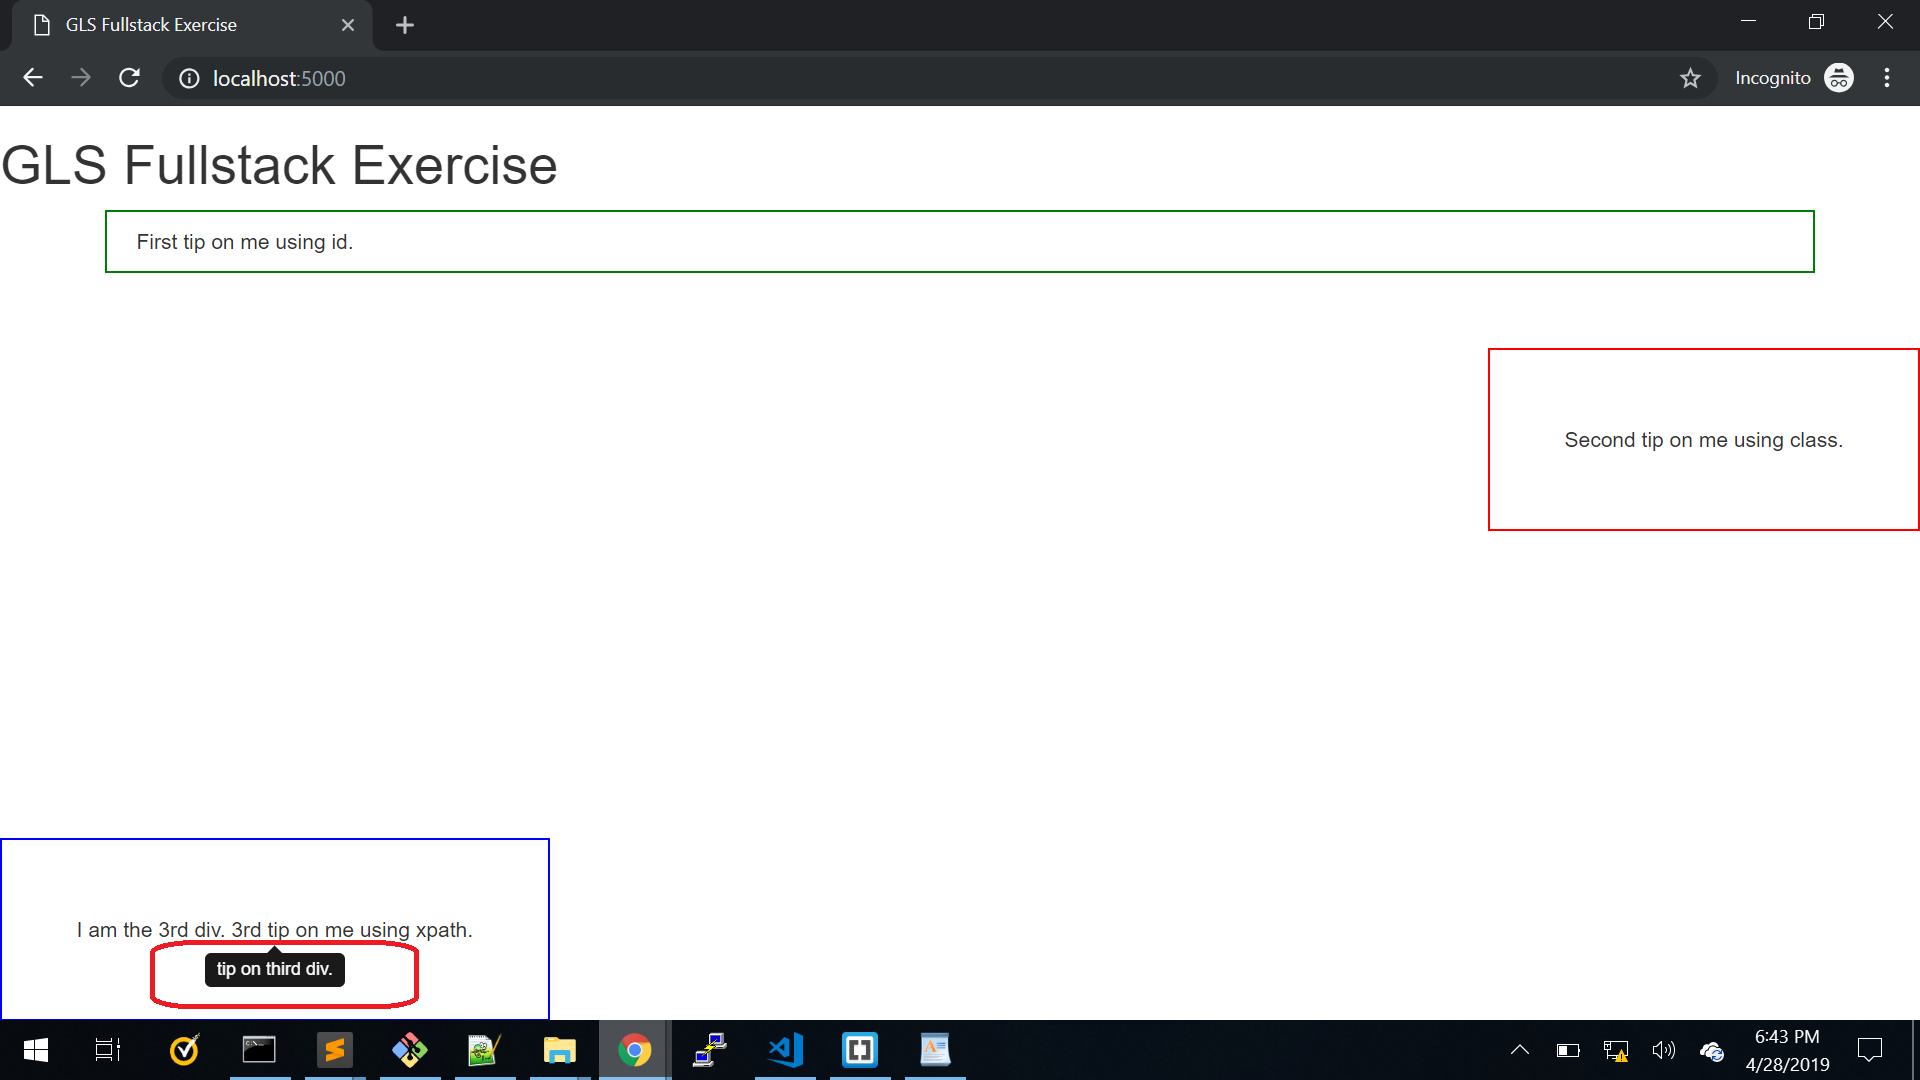 GLS Fullstack Exercise
localhost:5000
Incognito
GLS Fullstack Exercise
First tip on me using id.
Second tip on me using class.
I am the 3rd div. 3rd tip on me using xpath.
tip on third div.
6:43 PM
4/28/2019